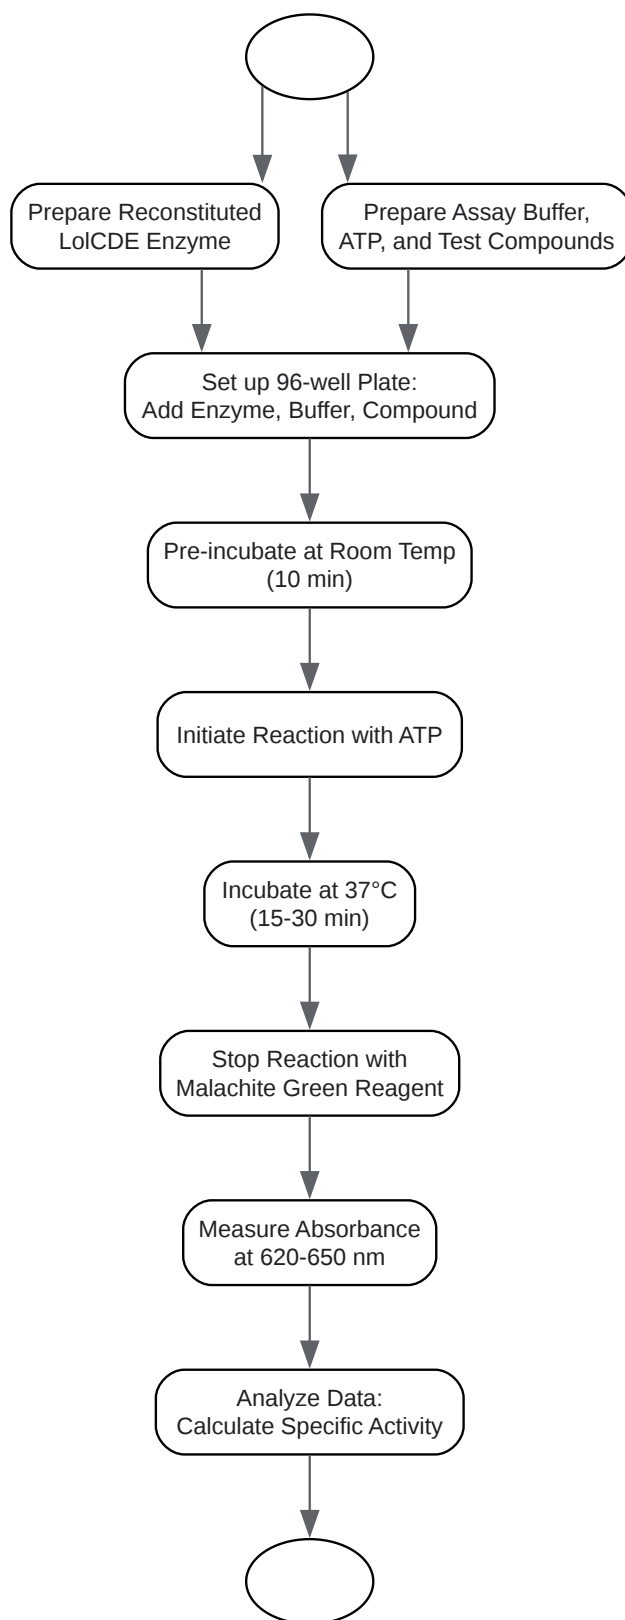 Prepare Reconstituted
LolCDE Enzyme
Prepare Assay Buffer,
ATP, and Test Compounds
Set up 96-well Plate:
Add Enzyme, Buffer, Compound
Pre-incubate at Room Temp
(10 min)
Initiate Reaction with ATP
Incubate at 37°C
(15-30 min)
Stop Reaction with
Malachite Green Reagent
Measure Absorbance
at 620-650 nm
Analyze Data:
Calculate Specific Activity